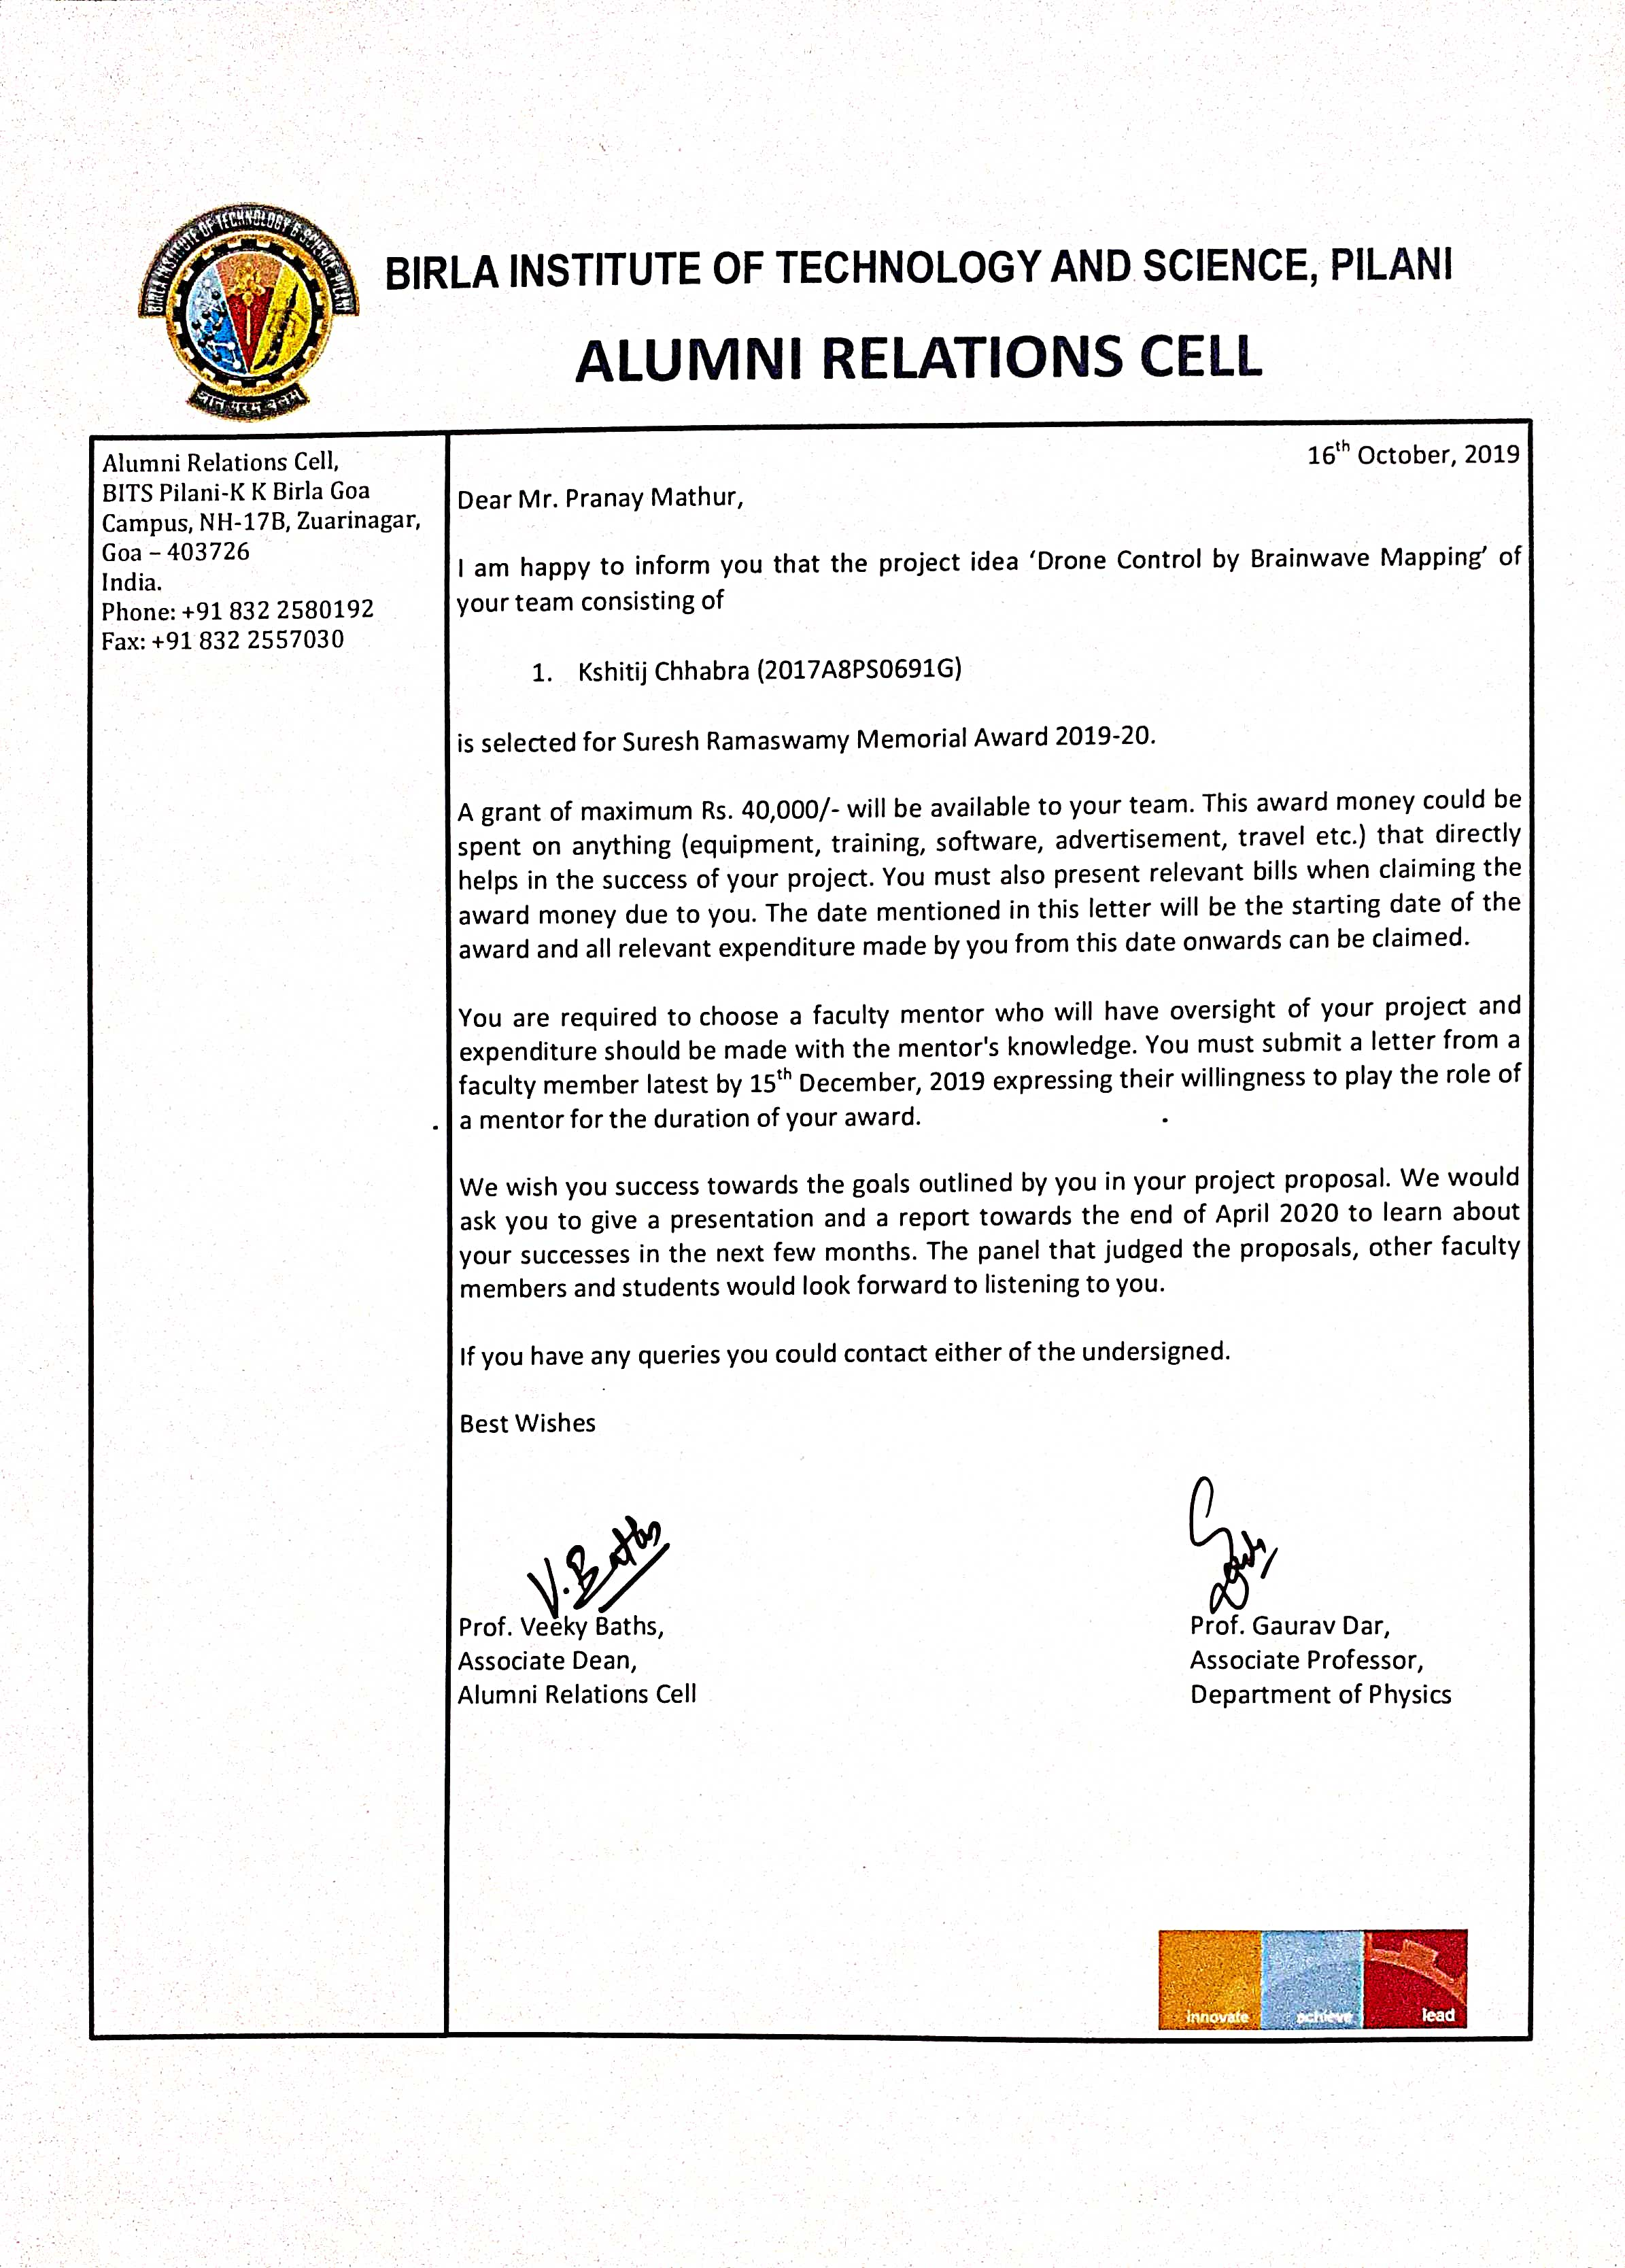 BIRLA INSTITUTE OF TECHNOLOGY & SCIENCE PILANI
BIRLA INSTITUTE OF TECHNOLOGY AND SCIENCE, PILANI
ALUMNI RELATIONS CELL
Alumni Relations Cell,
BITS Pilani-K K Birla Goa
Campus, NH-17B, Zuarinagar,
Goa – 403726
India.
Phone: +91 832 2580192
Fax: +91 832 2557030
16th October, 2019
Dear Mr. Pranay Mathur,
I am happy to inform you that the project idea ‘Drone Control by Brainwave Mapping’ of
your team consisting of
1. Kshitij Chhabra (2017A8PS0691G)
is selected for Suresh Ramaswamy Memorial Award 2019-20.
A grant of maximum Rs. 40,000/- will be available to your team. This award money could be
spent on anything (equipment, training, software, advertisement, travel etc.) that directly
helps in the success of your project. You must also present relevant bills when claiming the
award money due to you. The date mentioned in this letter will be the starting date of the
award and all relevant expenditure made by you from this date onwards can be claimed.
You are required to choose a faculty mentor who will have oversight of your project and
expenditure should be made with the mentor's knowledge. You must submit a letter from a
faculty member latest by 15th December, 2019 expressing their willingness to play the role of
a mentor for the duration of your award.
We wish you success towards the goals outlined by you in your project proposal. We would
ask you to give a presentation and a report towards the end of April 2020 to learn about
your successes in the next few months. The panel that judged the proposals, other faculty
members and students would look forward to listening to you.
If you have any queries you could contact either of the undersigned.
Best Wishes
V. Baths
Prof. Veeky Baths,
Associate Dean,
Alumni Relations Cell
Prof. Gaurav Dar,
Associate Professor,
Department of Physics
innovate achieve lead